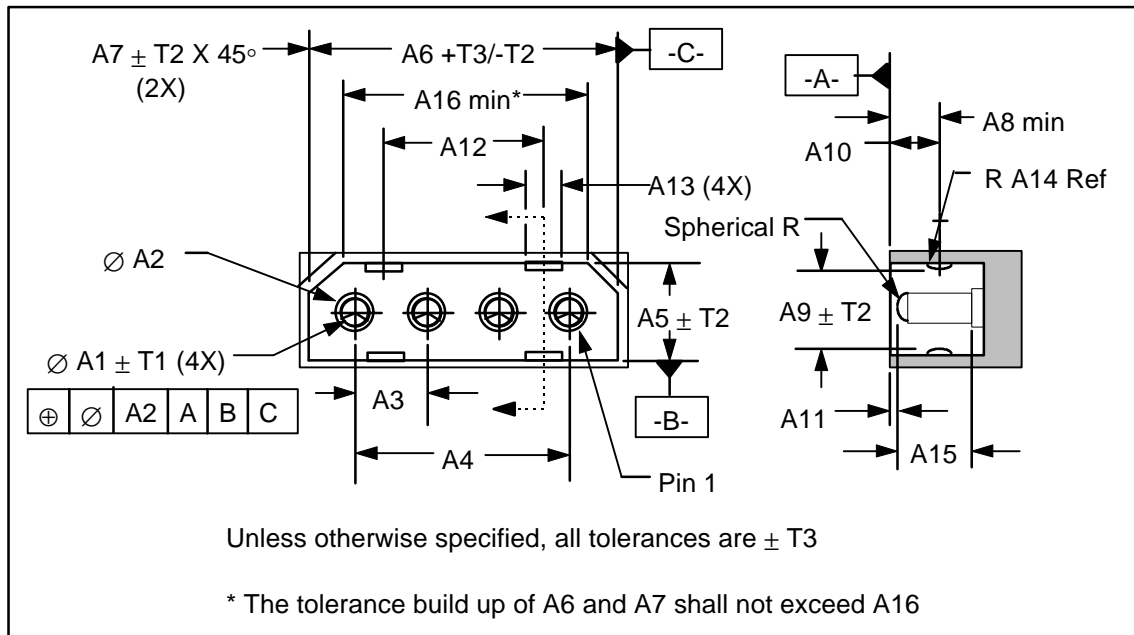 A7 ± T2 X 45°
(2X)
A6 +T3/-T2
-C-
-A-
A16 min*
A8 min
A12
A10
A13 (4X)
R A14 Ref
Spherical R
∅ A2
A5 ± T2
A9 ± T2
∅ A1 ± T1 (4X)
⊕ ∅ A2 A B C
A3
-B-
A11
A4
A15
Pin 1
Unless otherwise specified, all tolerances are ± T3
* The tolerance build up of A6 and A7 shall not exceed A16